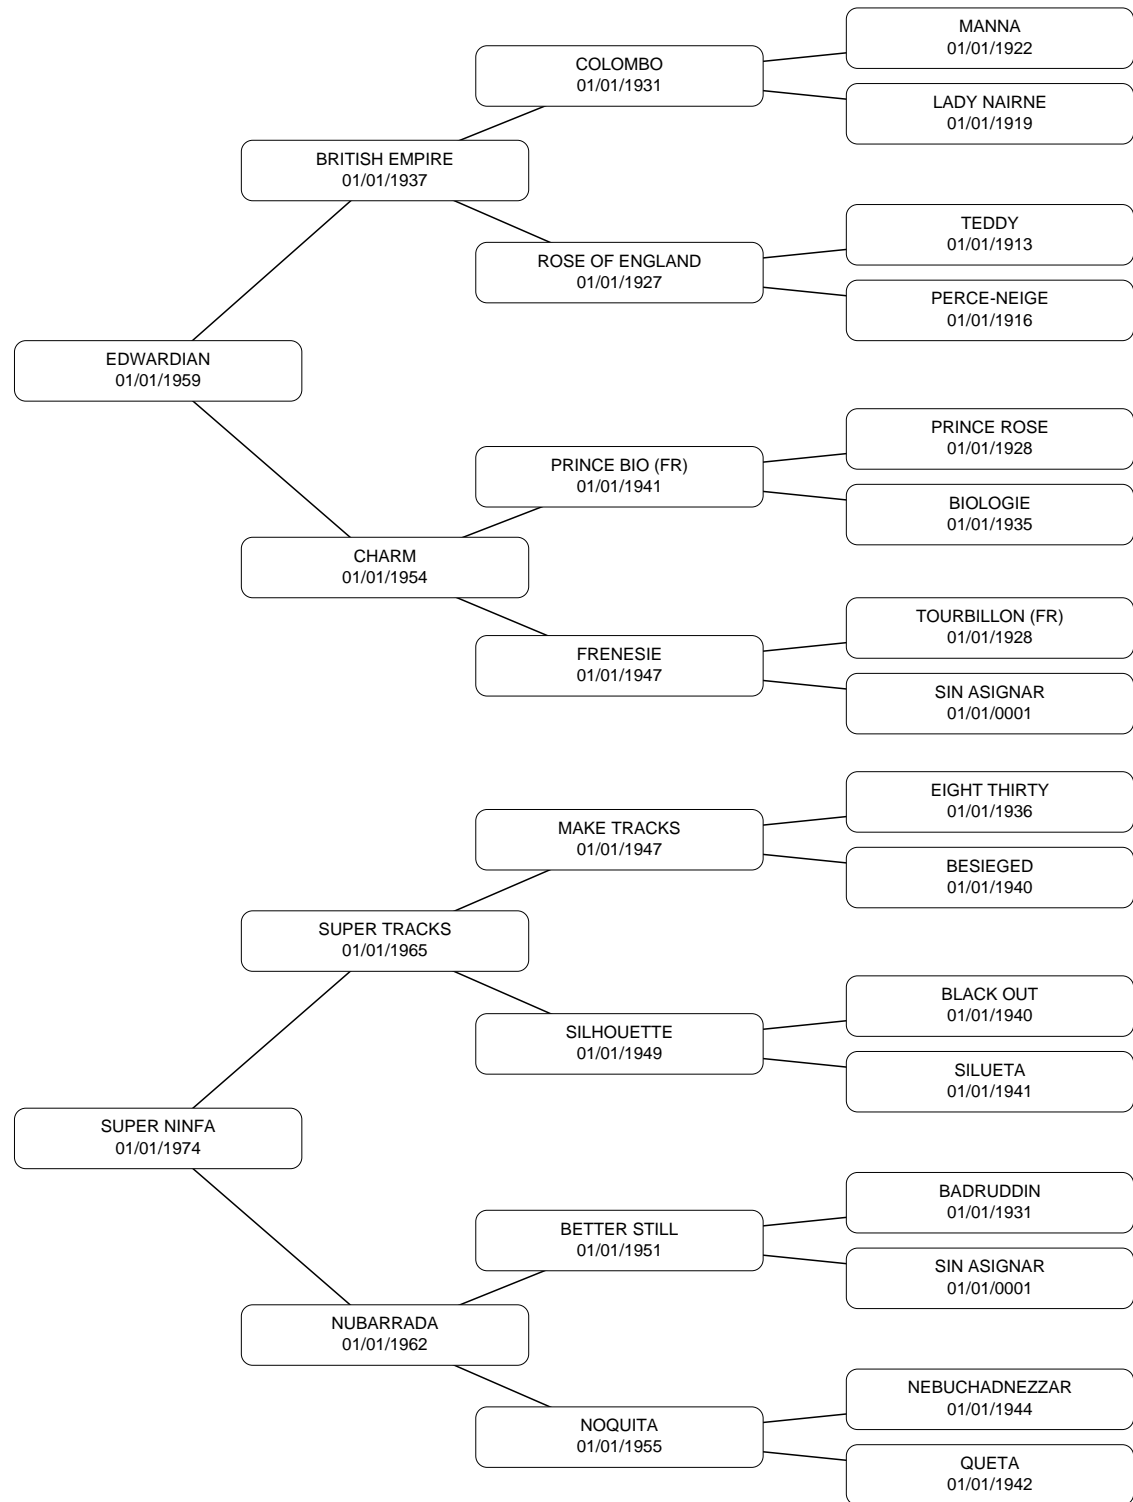 MANNA
01/01/1922
COLOMBO
01/01/1931
LADY NAIRNE
01/01/1919
BRITISH EMPIRE
01/01/1937
TEDDY
01/01/1913
ROSE OF ENGLAND
01/01/1927
PERCE-NEIGE
01/01/1916
EDWARDIAN
01/01/1959
PRINCE ROSE
01/01/1928
PRINCE BIO (FR)
01/01/1941
BIOLOGIE
01/01/1935
CHARM
01/01/1954
TOURBILLON (FR)
01/01/1928
FRENESIE
01/01/1947
SIN ASIGNAR
01/01/0001
EIGHT THIRTY
01/01/1936
MAKE TRACKS
01/01/1947
BESIEGED
01/01/1940
SUPER TRACKS
01/01/1965
BLACK OUT
01/01/1940
SILHOUETTE
01/01/1949
SILUETA
01/01/1941
SUPER NINFA
01/01/1974
BADRUDDIN
01/01/1931
BETTER STILL
01/01/1951
SIN ASIGNAR
01/01/0001
NUBARRADA
01/01/1962
NEBUCHADNEZZAR
01/01/1944
NOQUITA
01/01/1955
QUETA
01/01/1942